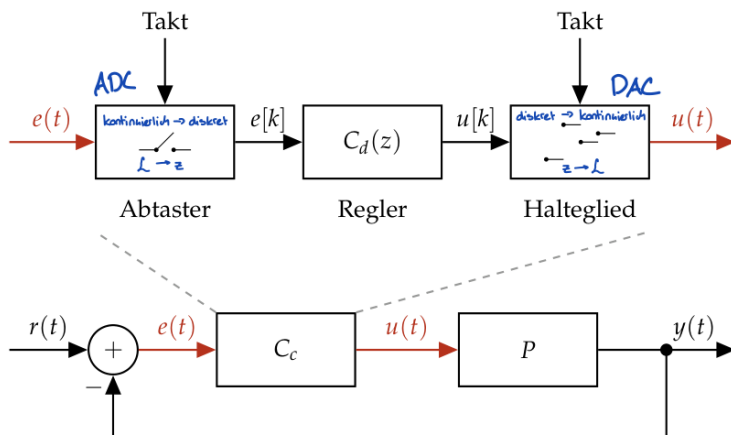 Takt
Takt
ADC
DAC
e(t)
kontinuierlich → diskret
L → z
e[k]
C_d(z)
u[k]
diskret → kontinuierlich
z → L
u(t)
Abtaster
Regler
Halteglied
r(t)
e(t)
u(t)
y(t)
+
−
C_c
P